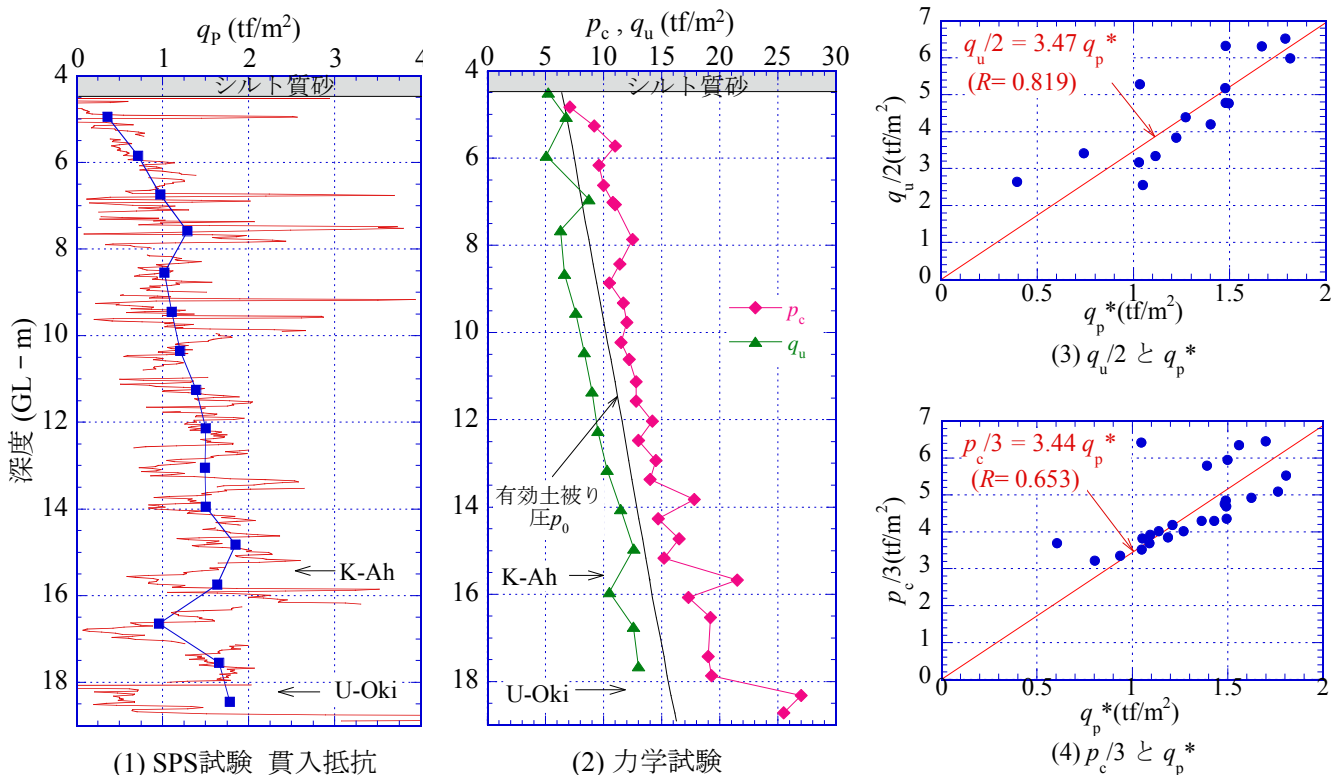 q_P (tf/m²)
0 1 2 3 4
シルト質砂
4
6
8
10
12
14
16
18
深度 (GL－m)
K-Ah
U-Oki
(1) SPS試験 貫入抵抗
p_c , q_u (tf/m²)
0 5 10 15 20 25 30
シルト質砂
4
6
8
10
12
14
16
18
p_c
q_u
有効土被り
圧p_0
K-Ah
U-Oki
(2) 力学試験
7
6
5
4
3
2
1
0
q_u/2(tf/m²)
q_u/2 = 3.47 q_p*
(R= 0.819)
0.5 1 1.5 2
q_p*(tf/m²)
(3) q_u/2 と q_p*
7
6
5
4
3
2
1
0
p_c/3(tf/m²)
p_c/3 = 3.44 q_p*
(R= 0.653)
0 0.5 1 1.5 2
q_p*(tf/m²)
(4) p_c/3 と q_p*